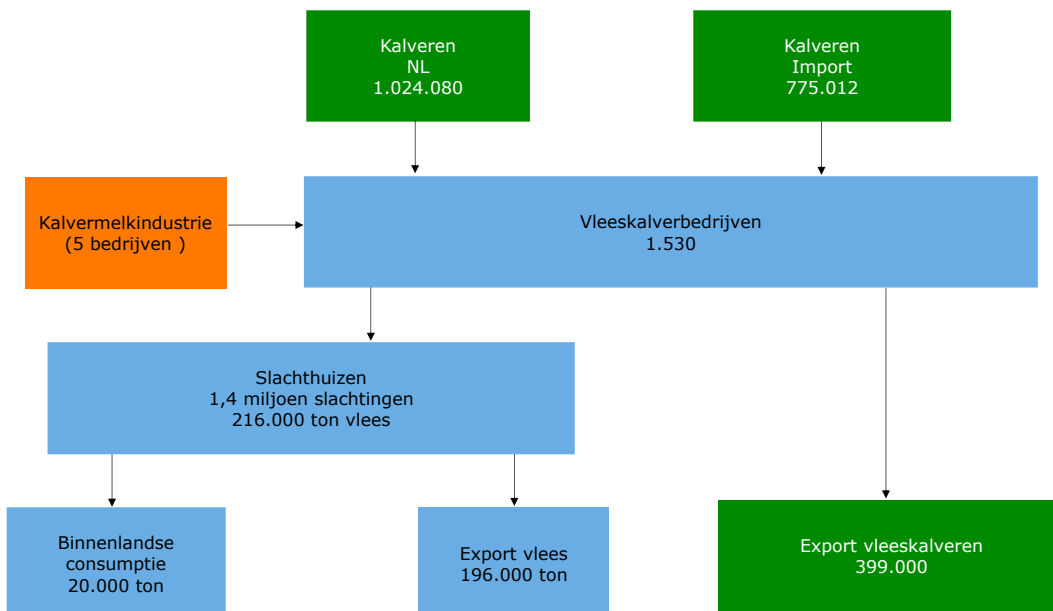 Kalveren
NL
1.024.080
Kalveren
Import
775.012
Kalvermelkindustrie
(5 bedrijven )
Vleeskalverbedrijven
1.530
Slachthuizen
1,4 miljoen slachtingen
216.000 ton vlees
Binnenlandse
consumptie
20.000 ton
Export vlees
196.000 ton
Export vleeskalveren
399.000